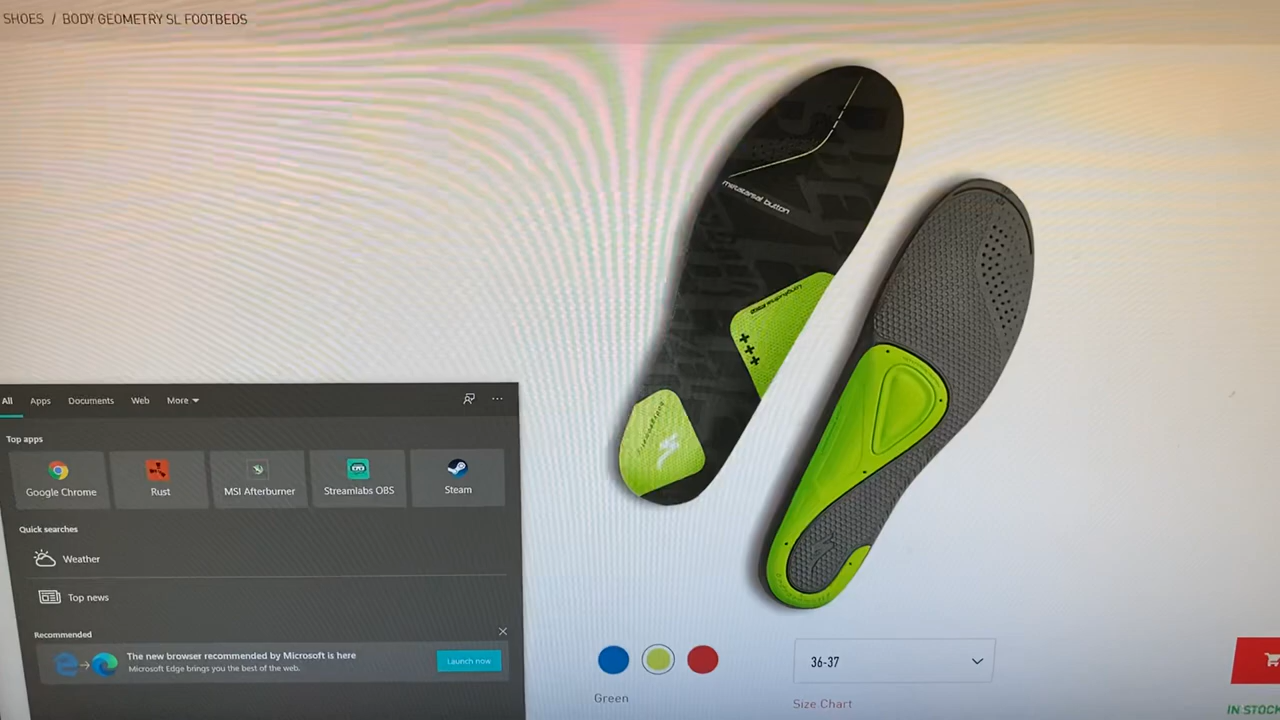 SHOES / BODY GEOMETRY SL FOOTBEDS
metatarsal button
longitudinal arch
+++
All Apps Documents Web More
Top apps
Google Chrome
Rust
MSI Afterburner
Streamlabs OBS
Steam
Quick searches
Weather
Top news
Recommended
The new browser recommended by Microsoft is here
Microsoft Edge brings you the best of the web.
Launch now
Green
36-37
Size Chart
IN STOCK